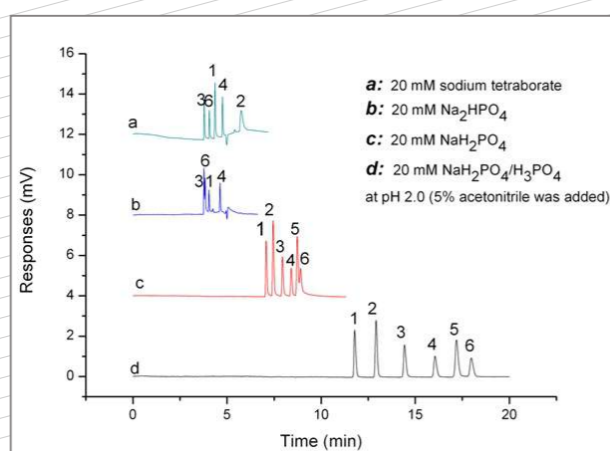 16
14
12
10
8
6
4
2
0
Responses (mV)
a
3
6
1
4
2
b
6
3
1
4
c
1
2
3
4
5
6
d
1
2
3
4
5
6
a: 20 mM sodium tetraborate
b: 20 mM Na₂HPO₄
c: 20 mM NaH₂PO₄
d: 20 mM NaH₂PO₄/H₃PO₄
at pH 2.0 (5% acetonitrile was added)
0 5 10 15 20
Time (min)